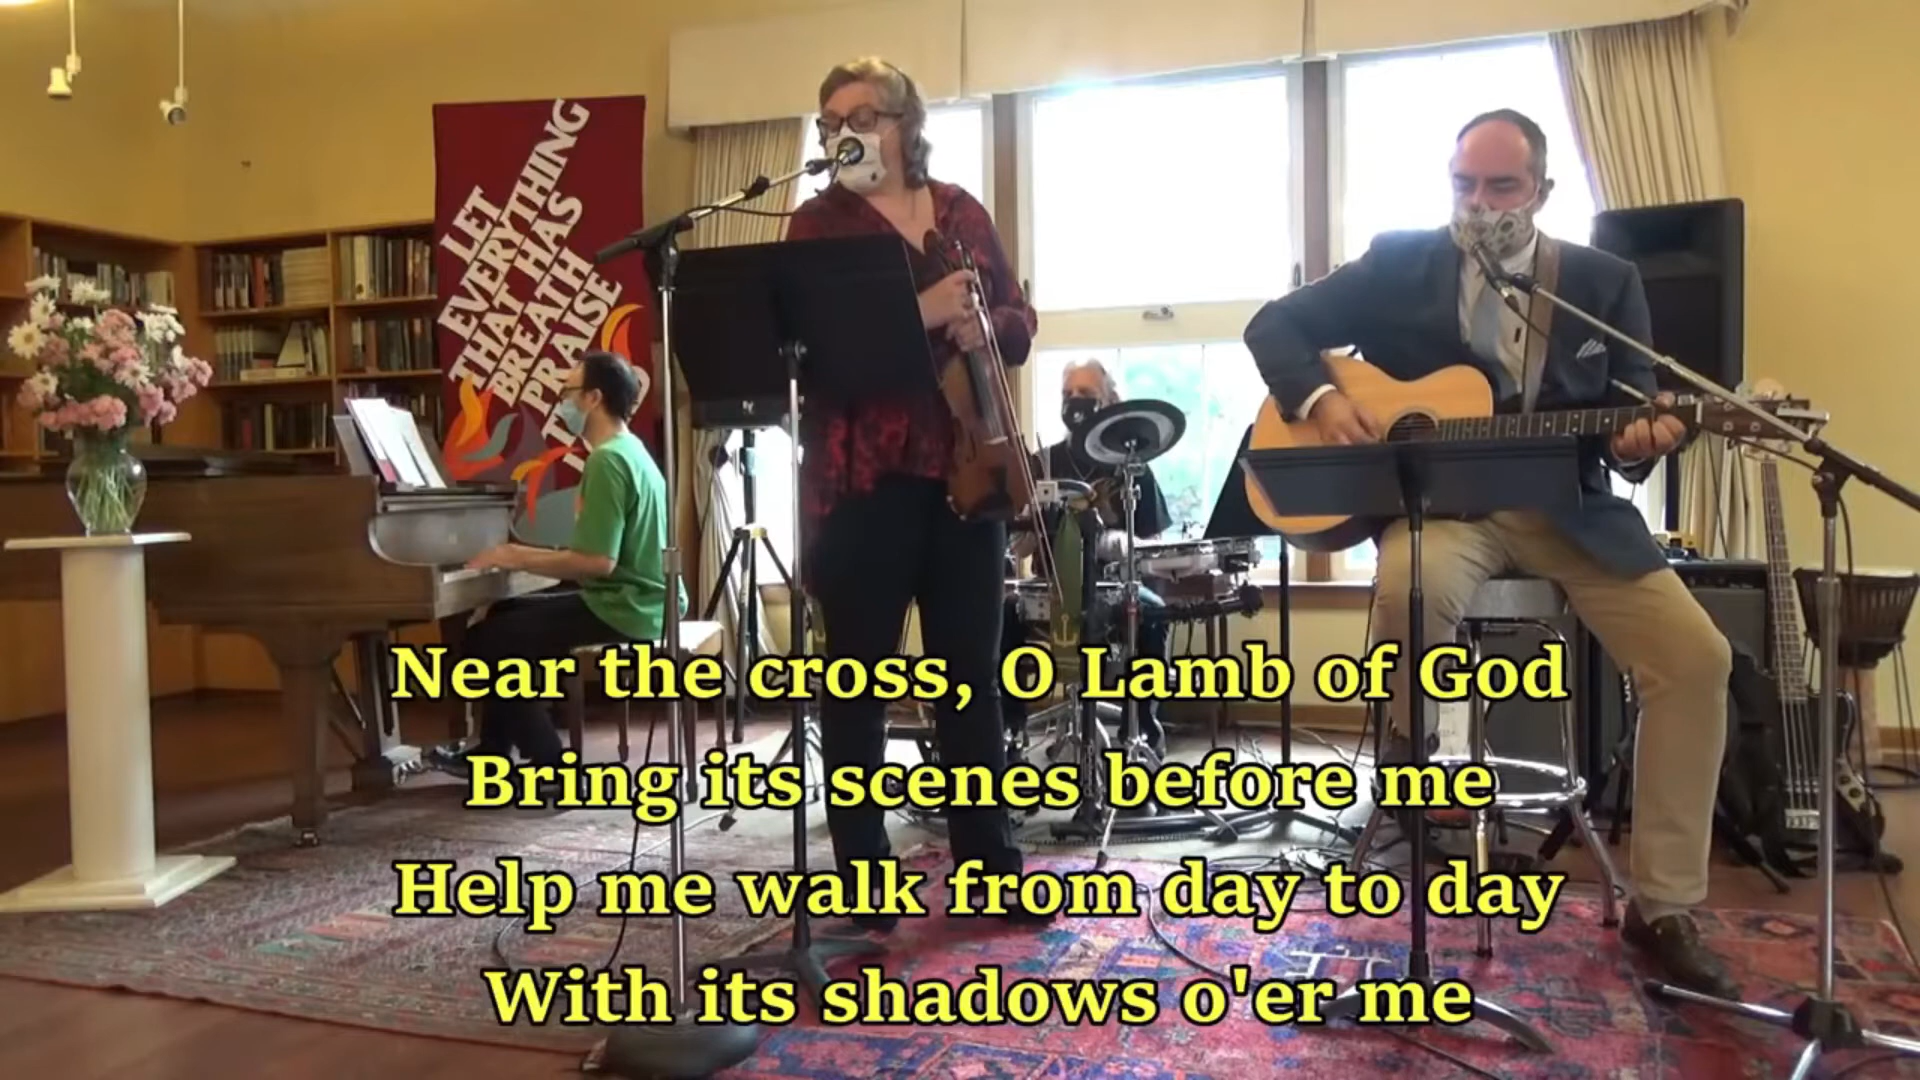 LET
EVERYTHING
THAT HAS
BREATH
PRAISE
Near the cross, O Lamb of God
Bring its scenes before me
Help me walk from day to day
With its shadows o'er me